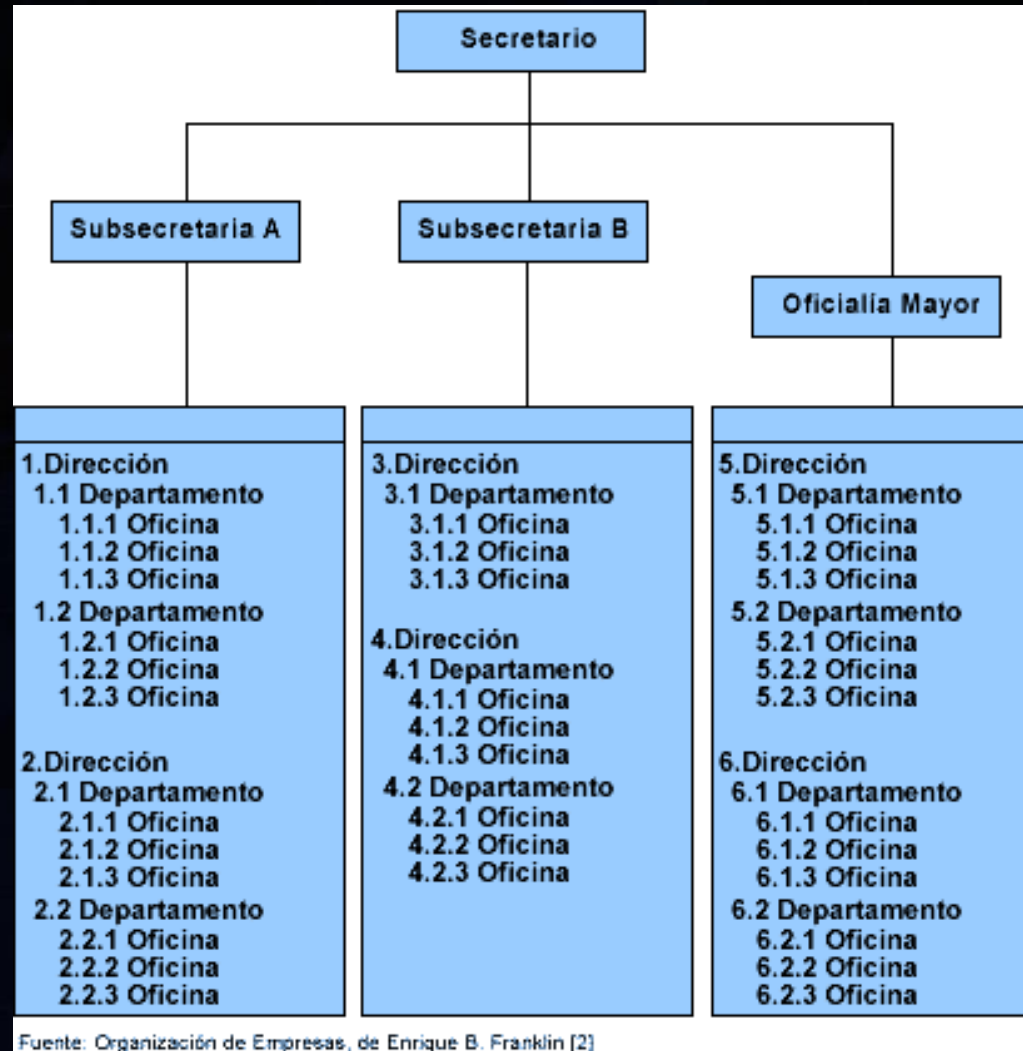 Secretario
Subsecretaria A
Subsecretaria B
Oficialía Mayor
1.Dirección
1.1 Departamento
1.1.1 Oficina
1.1.2 Oficina
1.1.3 Oficina
1.2 Departamento
1.2.1 Oficina
1.2.2 Oficina
1.2.3 Oficina
2.Dirección
2.1 Departamento
2.1.1 Oficina
2.1.2 Oficina
2.1.3 Oficina
2.2 Departamento
2.2.1 Oficina
2.2.2 Oficina
2.2.3 Oficina
3.Dirección
3.1 Departamento
3.1.1 Oficina
3.1.2 Oficina
3.1.3 Oficina
4.Dirección
4.1 Departamento
4.1.1 Oficina
4.1.2 Oficina
4.1.3 Oficina
4.2 Departamento
4.2.1 Oficina
4.2.2 Oficina
4.2.3 Oficina
5.Dirección
5.1 Departamento
5.1.1 Oficina
5.1.2 Oficina
5.1.3 Oficina
5.2 Departamento
5.2.1 Oficina
5.2.2 Oficina
5.2.3 Oficina
6.Dirección
6.1 Departamento
6.1.1 Oficina
6.1.2 Oficina
6.1.3 Oficina
6.2 Departamento
6.2.1 Oficina
6.2.2 Oficina
6.2.3 Oficina
Fuente: Organización de Empresas, de Enrique B. Franklin [2]